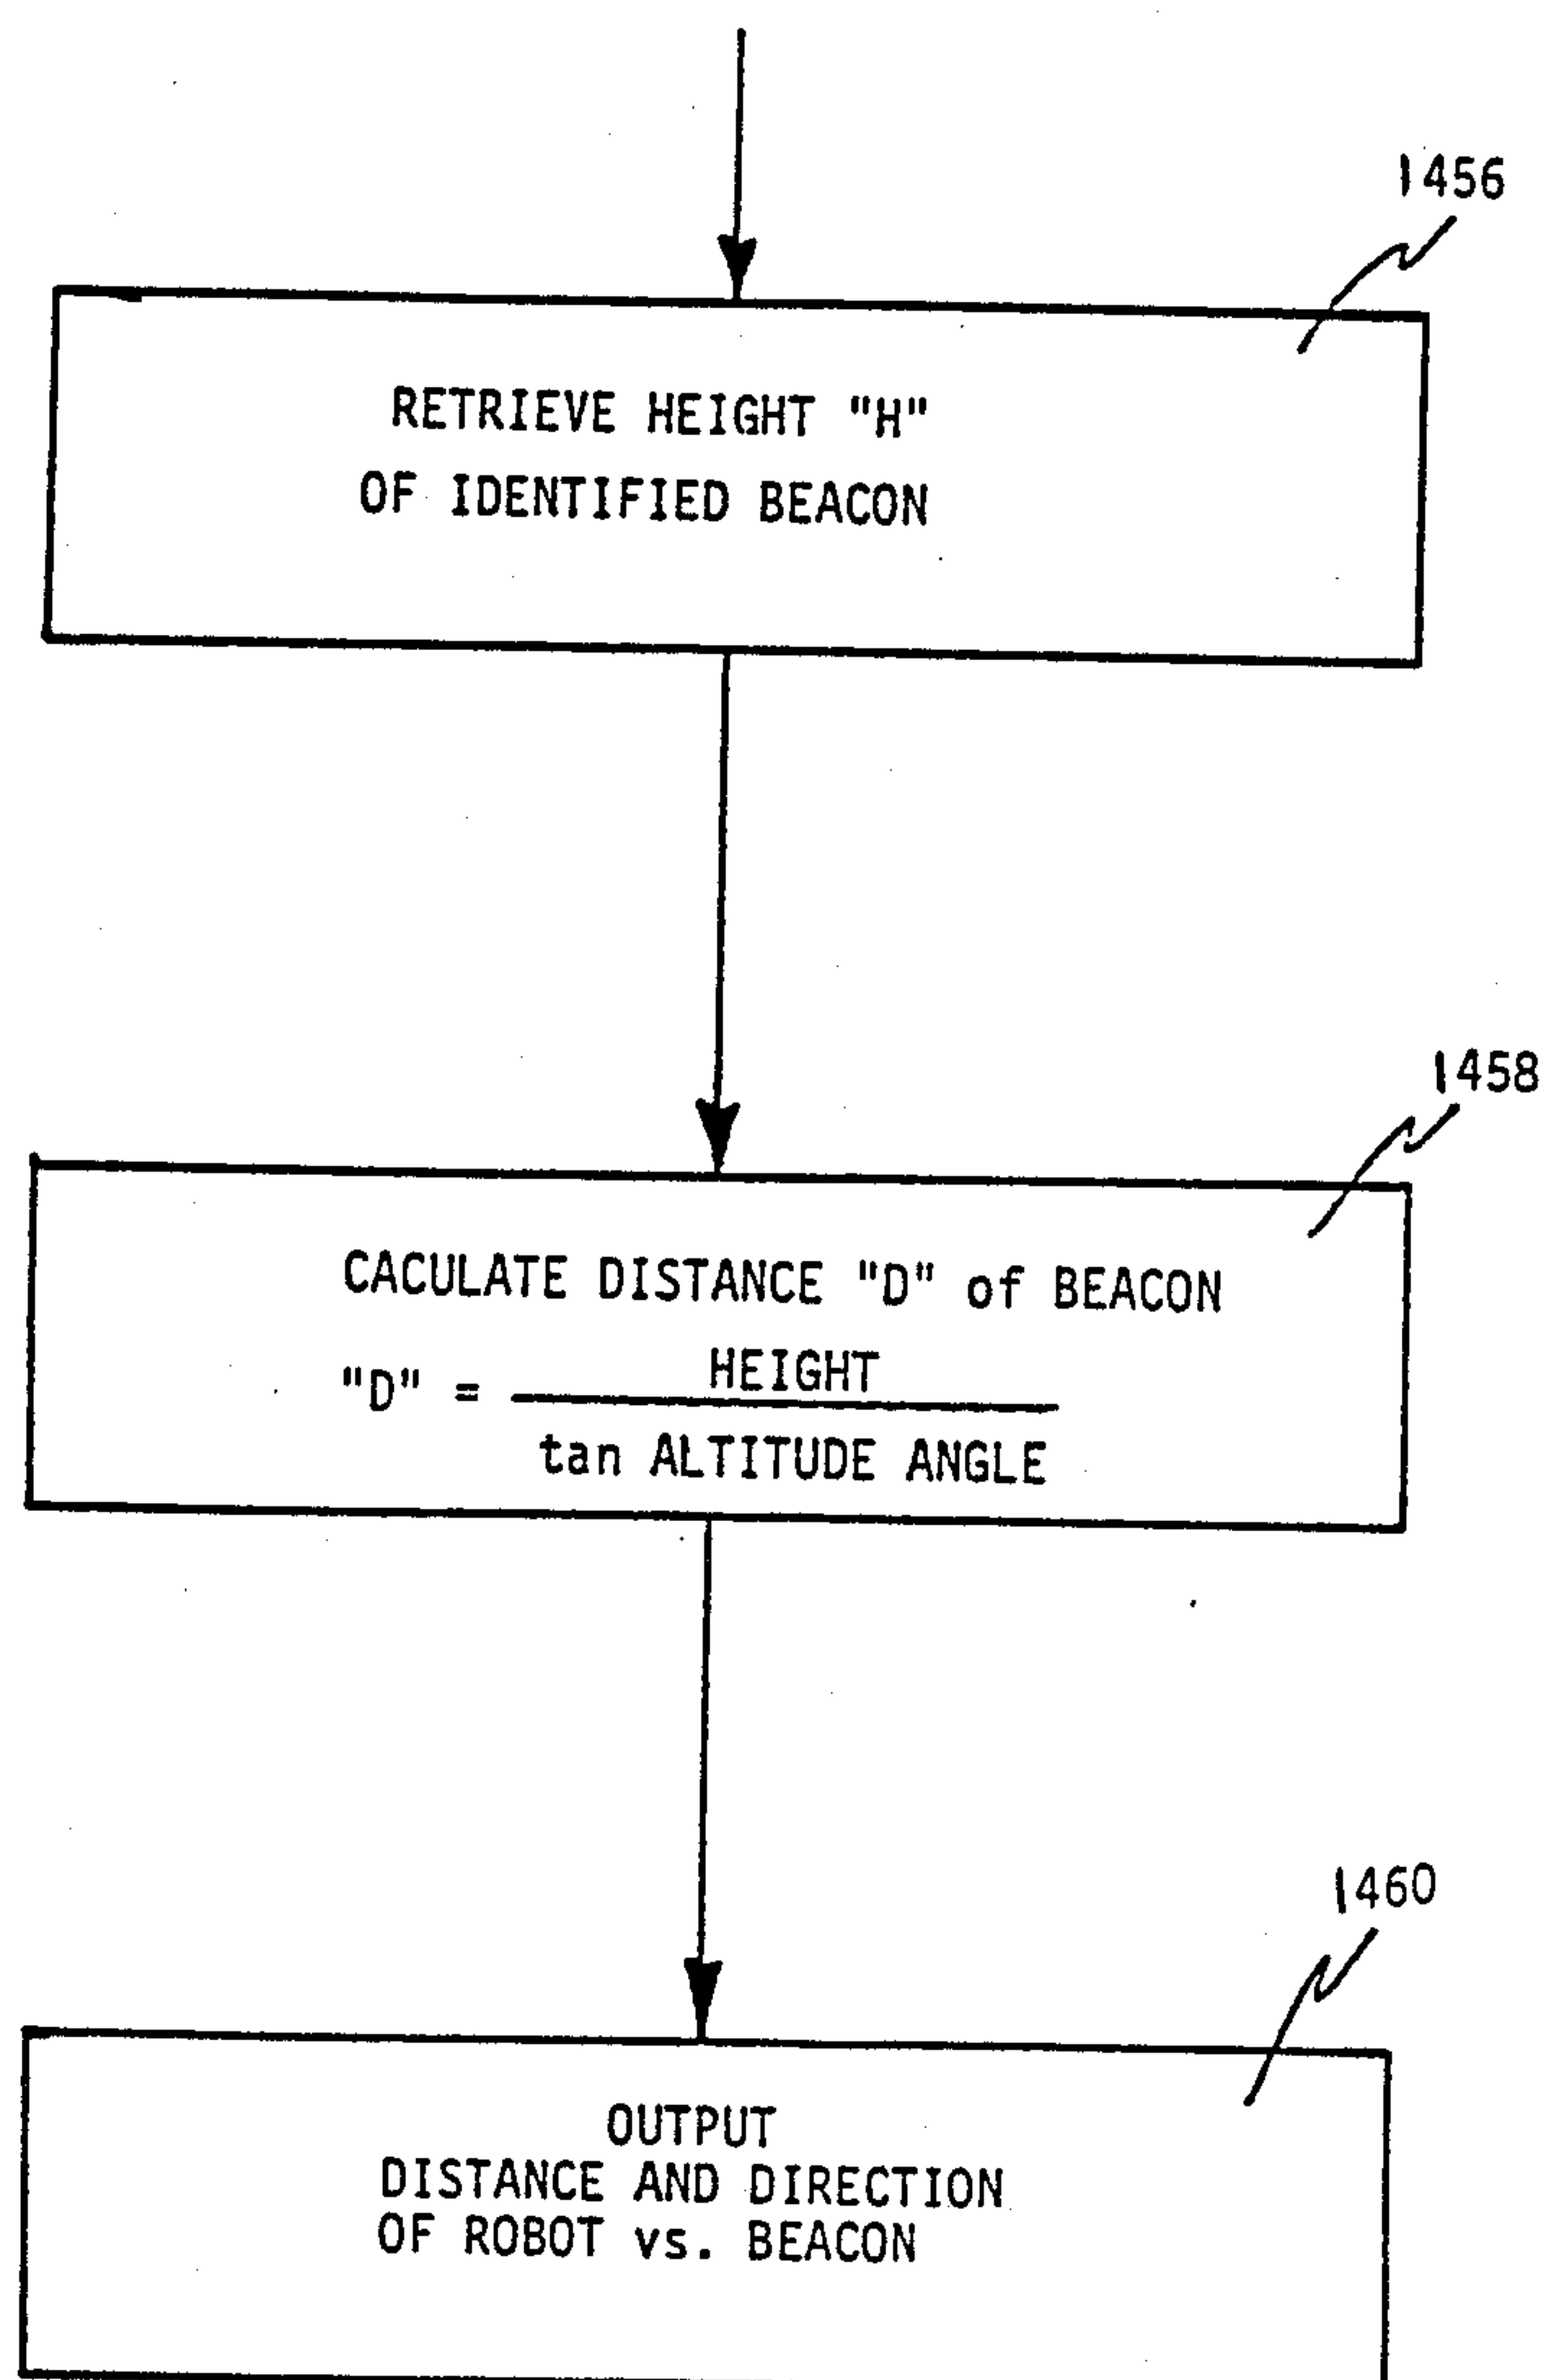 1456
RETRIEVE HEIGHT "H"
OF IDENTIFIED BEACON
1458
CACULATE DISTANCE "D" of BEACON
HEIGHT
"D" =
tan ALTITUDE ANGLE
1460
OUTPUT
DISTANCE AND DIRECTION
OF ROBOT vs. BEACON